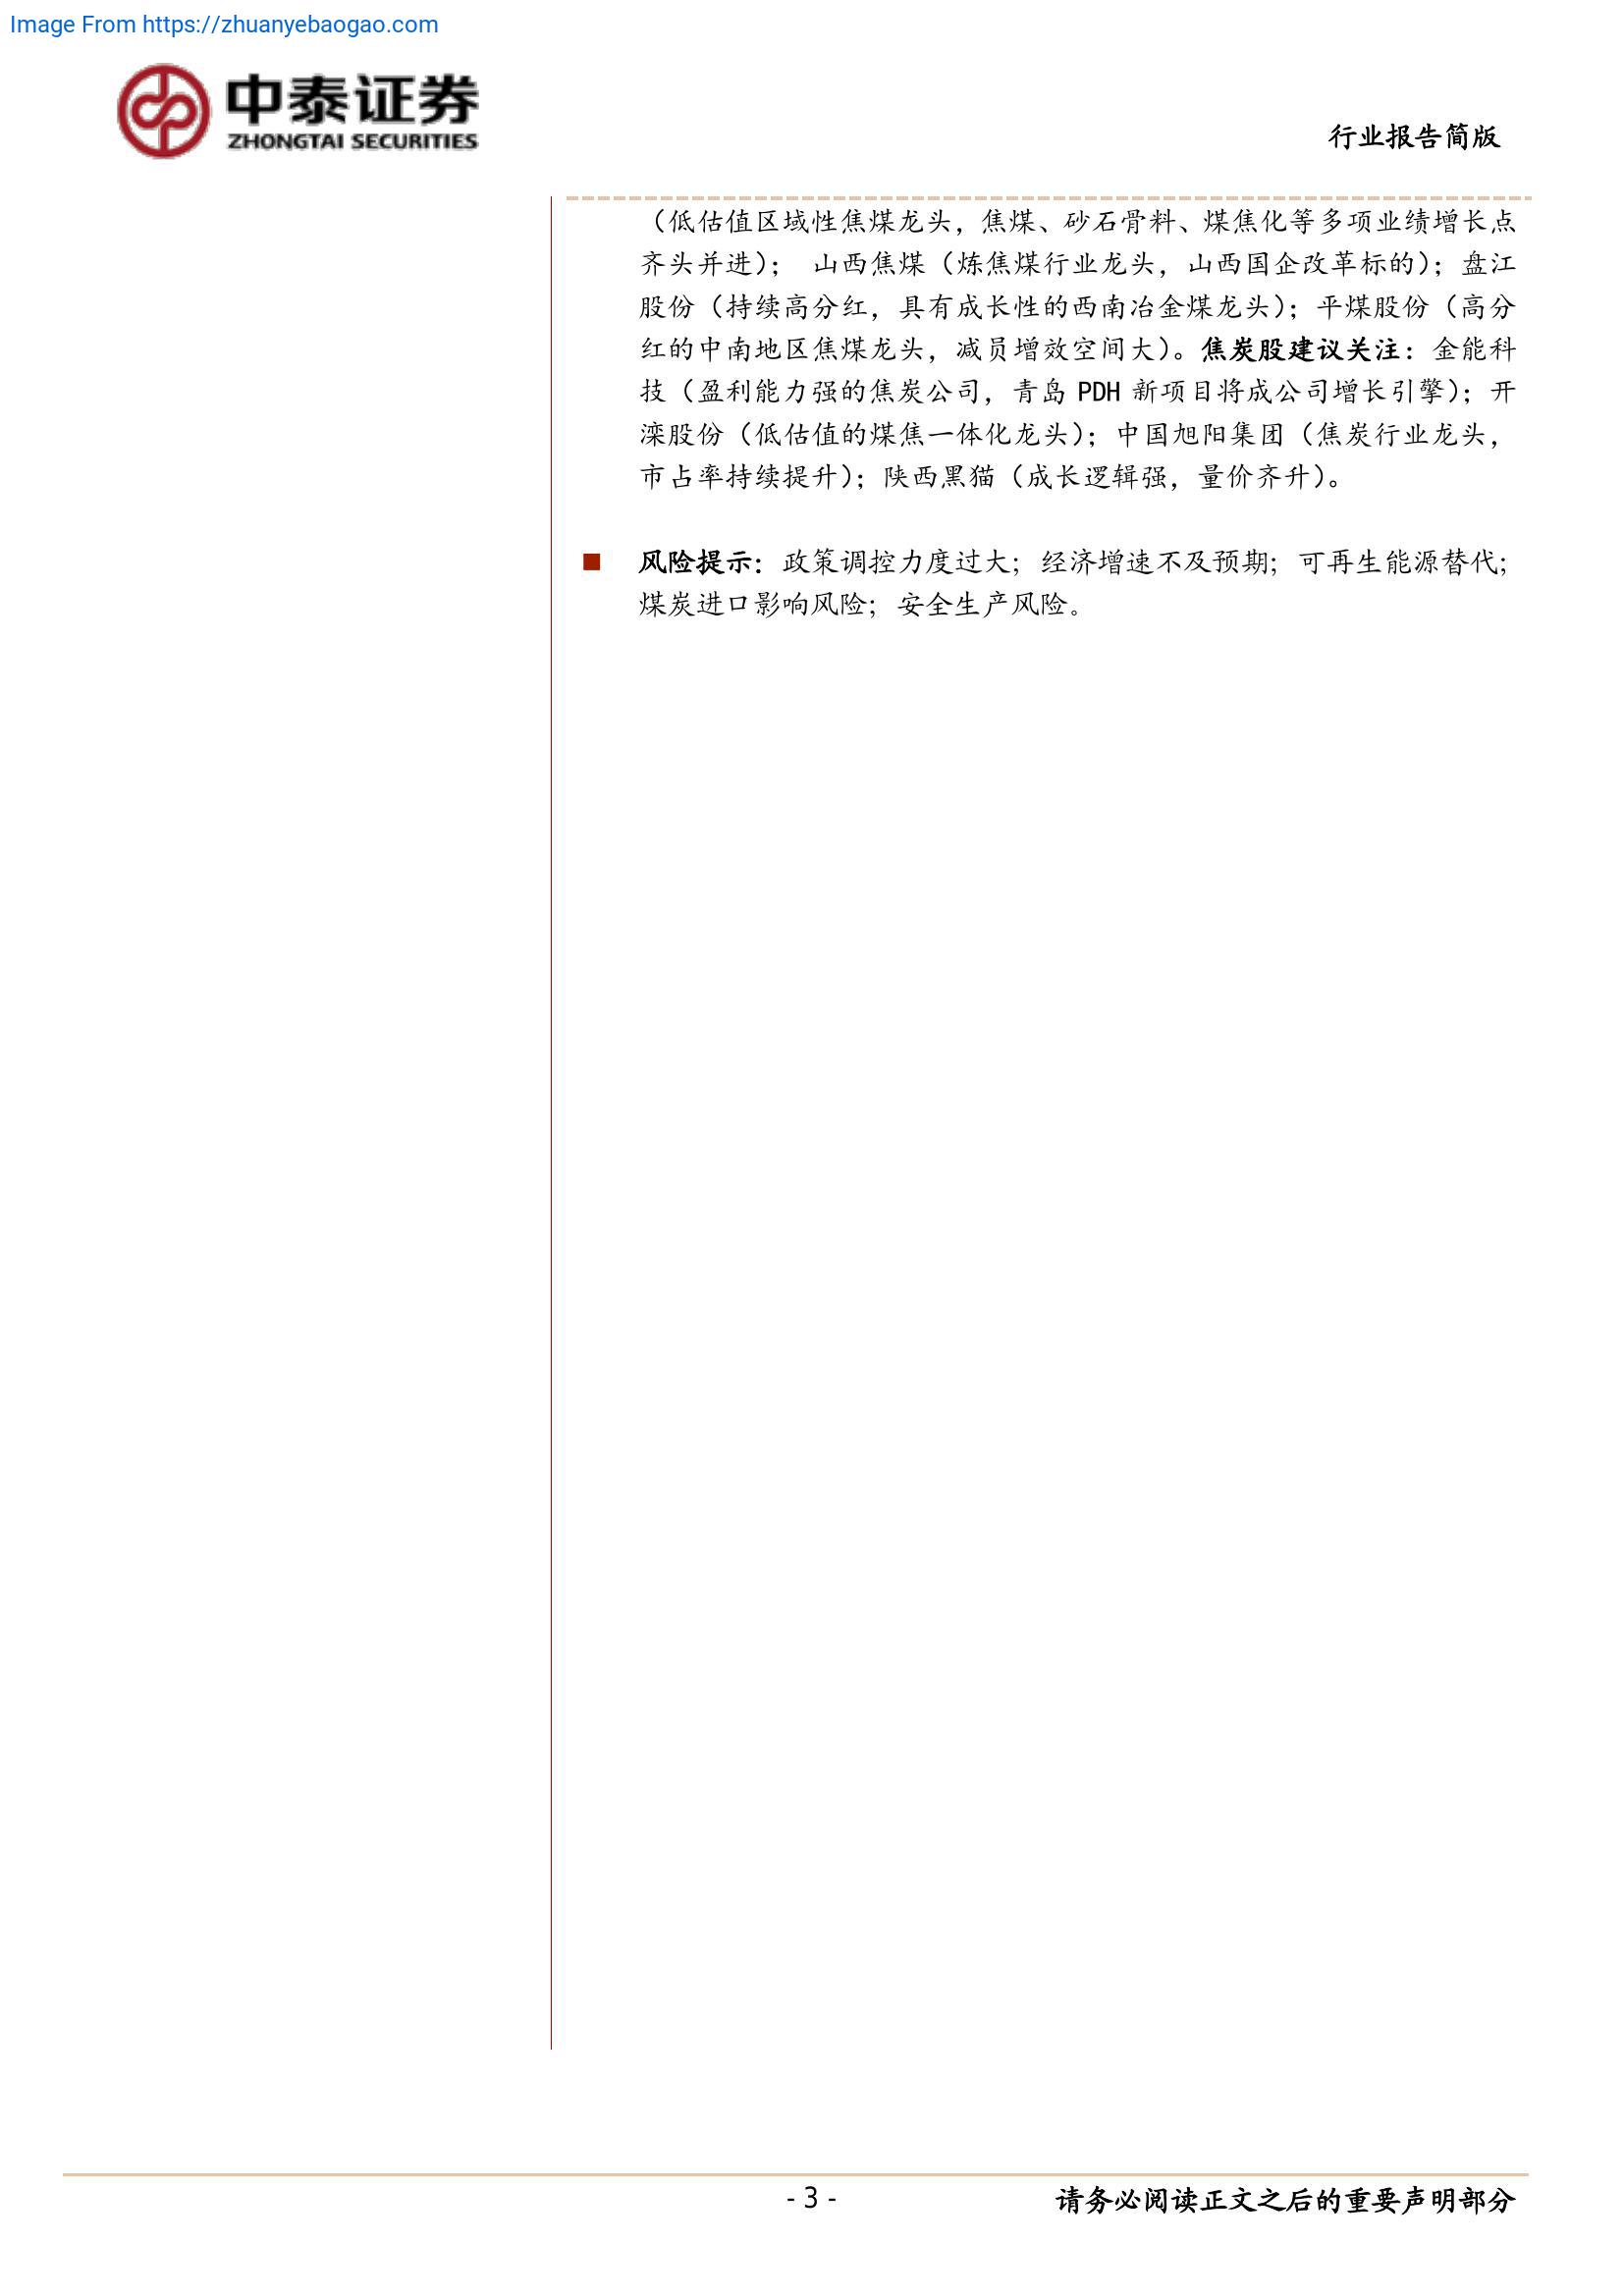 Image From https://zhuanyebaogao.com
中泰证券
ZHONGTAI SECURITIES
行业报告简版
（低估值区域性焦煤龙头，焦煤、砂石骨料、煤焦化等多项业绩增长点
齐头并进）； 山西焦煤（炼焦煤行业龙头，山西国企改革标的）；盘江
股份（持续高分红，具有成长性的西南冶金煤龙头）；平煤股份（高分
红的中南地区焦煤龙头，减员增效空间大）。焦炭股建议关注：金能科
技（盈利能力强的焦炭公司，青岛 PDH 新项目将成公司增长引擎）；开
滦股份（低估值的煤焦一体化龙头）；中国旭阳集团（焦炭行业龙头，
市占率持续提升）；陕西黑猫（成长逻辑强，量价齐升）。
■ 风险提示：政策调控力度过大；经济增速不及预期；可再生能源替代；
煤炭进口影响风险；安全生产风险。
- 3 -
请务必阅读正文之后的重要声明部分